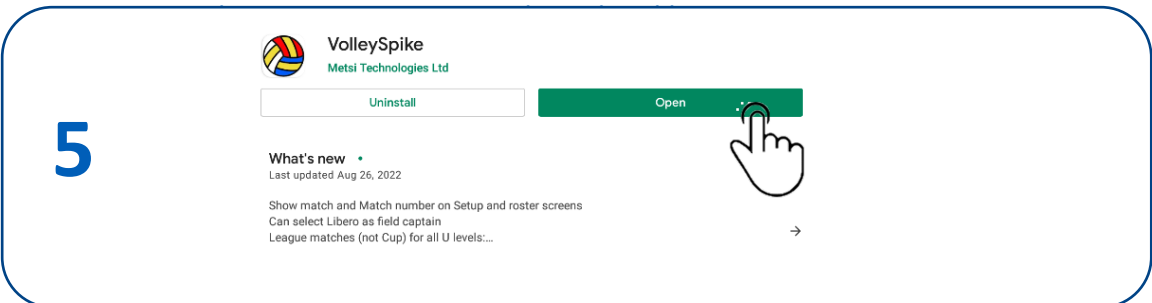 VolleySpike
Metsi Technologies Ltd
Uninstall
Open
5
What's new •
Last updated Aug 26, 2022
Show match and Match number on Setup and roster screens
Can select Libero as field captain
League matches (not Cup) for all U levels:...